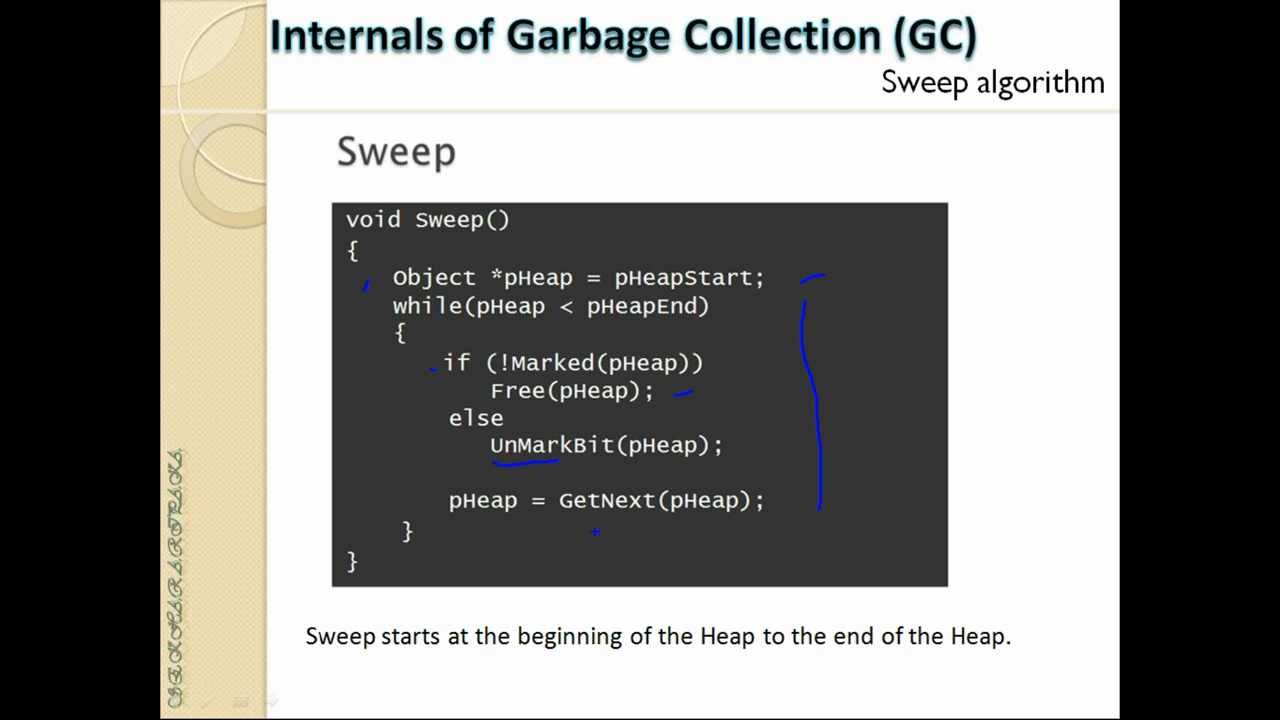 Internals of Garbage Collection (GC)
Sweep algorithm
Sweep
void Sweep()
{
Object *pHeap = pHeapStart;
while(pHeap < pHeapEnd)
{
if (!Marked(pHeap))
Free(pHeap);
else
UnMarkBit(pHeap);
pHeap = GetNext(pHeap);
}
}
Sweep starts at the beginning of the Heap to the end of the Heap.